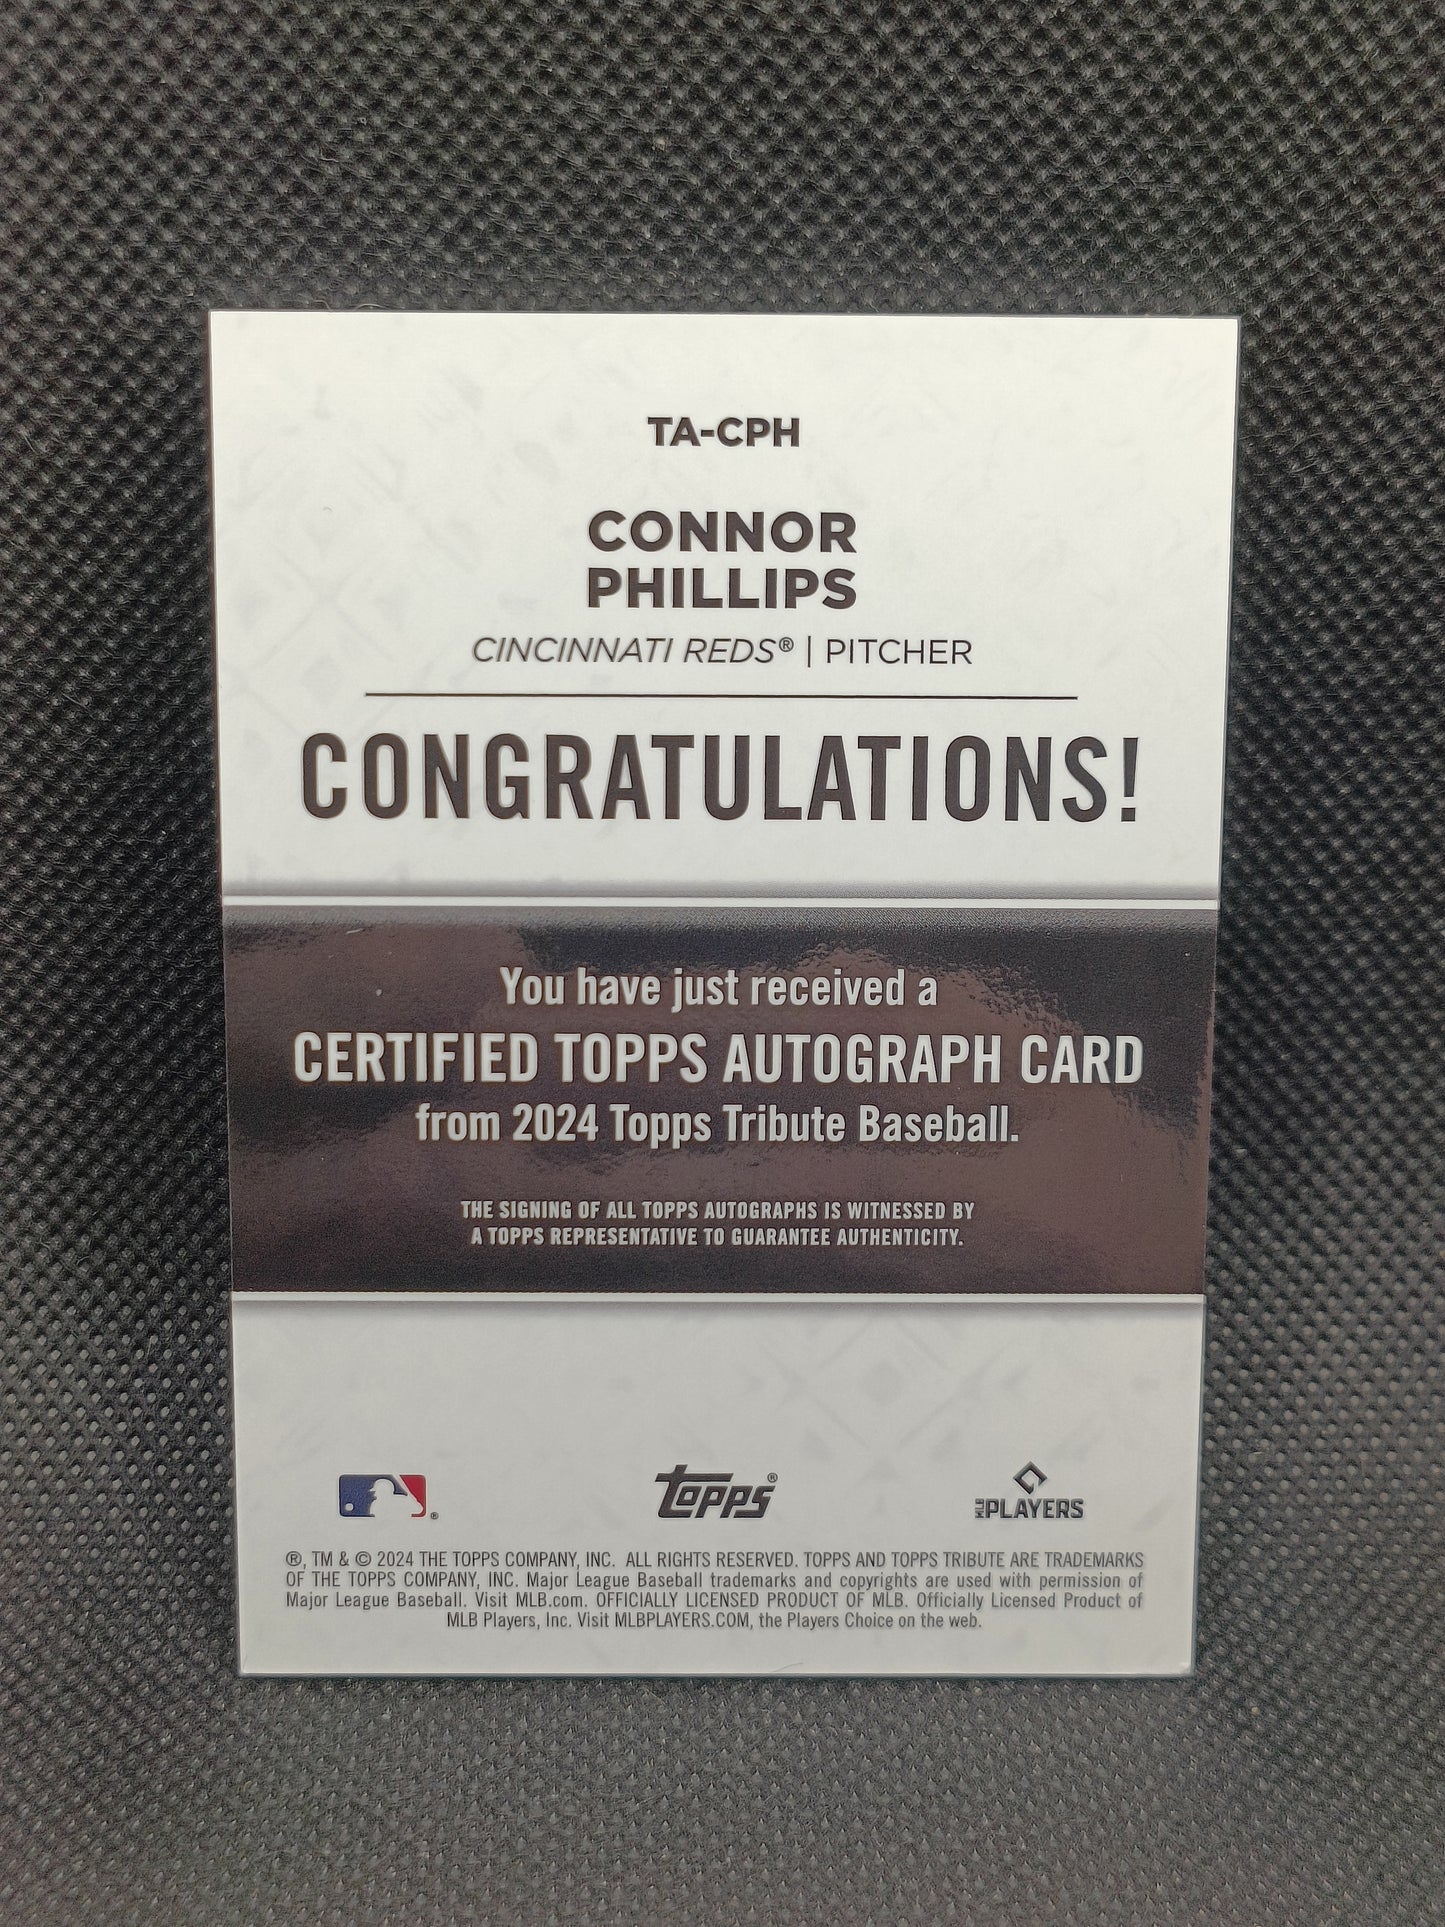 TA-CPH
CONNOR
PHILLIPS
CINCINNATI REDS® | PITCHER
CONGRATULATIONS!
You have just received a
CERTIFIED TOPPS AUTOGRAPH CARD
from 2024 Topps Tribute Baseball.
THE SIGNING OF ALL TOPPS AUTOGRAPHS IS WITNESSED BY
A TOPPS REPRESENTATIVE TO GUARANTEE AUTHENTICITY.
® Topps® MLB PLAYERS
®, TM & © 2024 THE TOPPS COMPANY, INC. ALL RIGHTS RESERVED. TOPPS AND TOPPS TRIBUTE ARE TRADEMARKS
OF THE TOPPS COMPANY, INC. Major League Baseball trademarks and copyrights are used with permission of
Major League Baseball. Visit MLB.com. OFFICIALLY LICENSED PRODUCT OF MLB. Officially Licensed Product of
MLB Players, Inc. Visit MLBPLAYERS.COM, the Players Choice on the web.